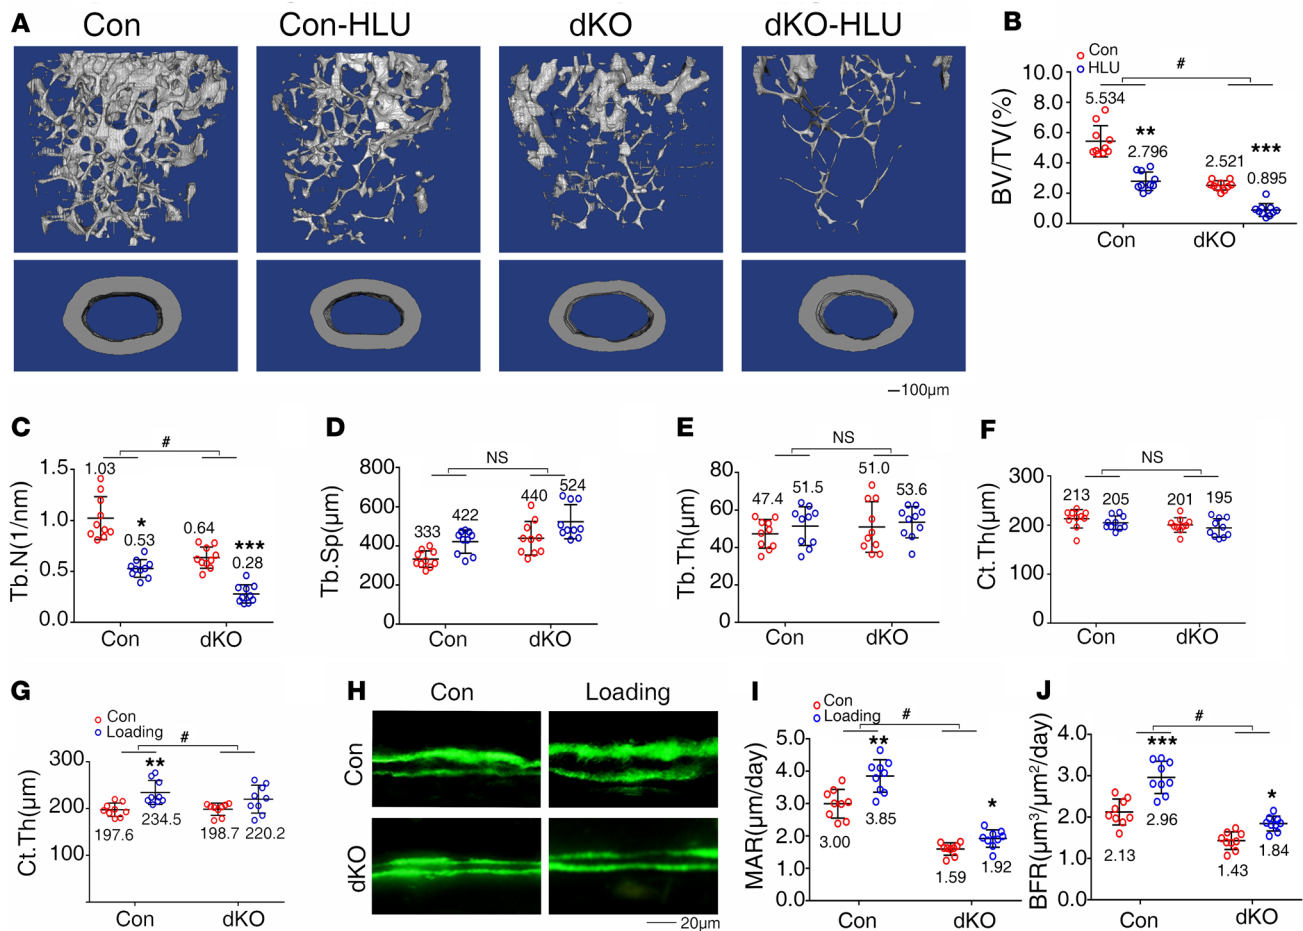 A
Con
Con-HLU
dKO
dKO-HLU
100µm
B
Con
HLU
#
BV/TV(%)
10.0
8.0
6.0
4.0
2.0
0.0
5.534
**
2.796
2.521
***
0.895
Con
dKO
C
#
Tb.N(1/nm)
1.5
1.0
0.5
0.0
1.03
*
0.53
0.64
***
0.28
Con
dKO
D
NS
Tb.Sp(µm)
800
600
400
200
0
333
422
440
524
Con
dKO
E
NS
Tb.Th(µm)
80
60
40
20
0
47.4
51.5
51.0
53.6
Con
dKO
F
NS
Ct.Th(µm)
300
200
100
0
213
205
201
195
Con
dKO
G
Con
Loading
#
Ct.Th(µm)
300
200
100
**
197.6
234.5
198.7
220.2
Con
dKO
H
Con
Loading
Con
dKO
20µm
I
Con
Loading
#
MAR(µm/day)
5.0
4.0
3.0
2.0
1.0
0.0
**
3.00
3.85
*
1.59
1.92
Con
dKO
J
#
BFR(µm³/µm²/day)
4.0
3.0
2.0
1.0
0.0
***
2.13
2.96
*
1.43
1.84
Con
dKO